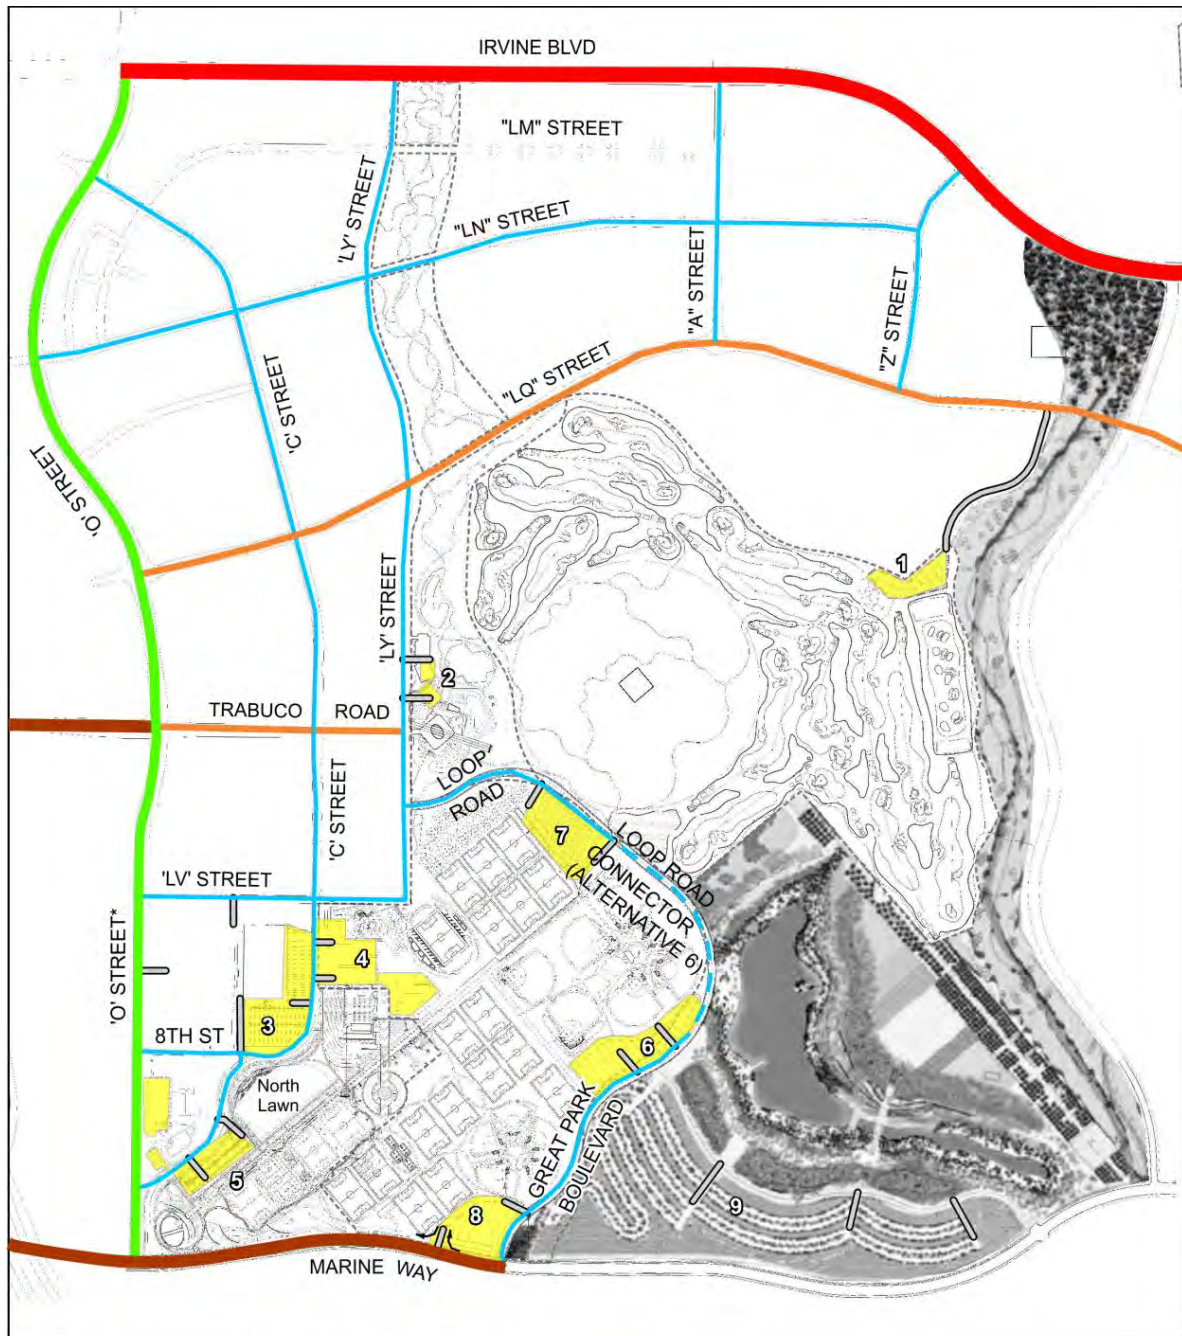 IRVINE BLVD
"LM" STREET
'LY' STREET
"LN" STREET
"A" STREET
"Z" STREET
"LQ" STREET
'C' STREET
'O' STREET
1
'LY' STREET
2
TRABUCO ROAD
LOOP
ROAD
'C' STREET
7
LOOP ROAD
CONNECTOR
(ALTERNATIVE 6)
'LV' STREET
'O' STREET*
4
3
8TH ST
6
North
Lawn
GREAT PARK
BOULEVARD
5
9
8
MARINE WAY